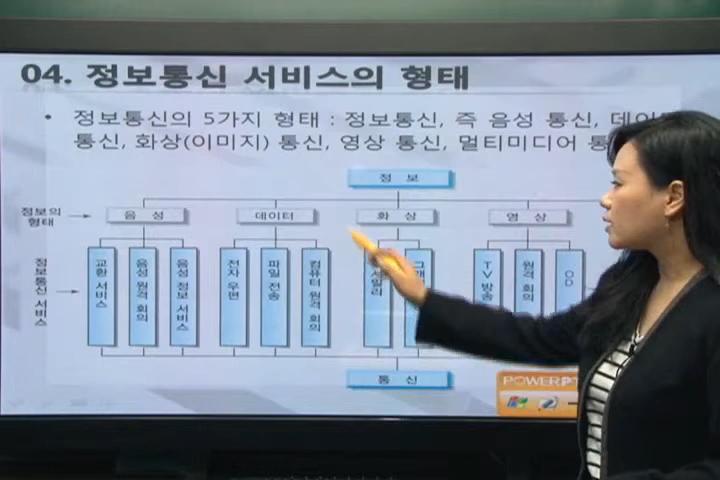 04. 정보통신 서비스의 형태
• 정보통신의 5가지 형태 : 정보통신, 즉 음성 통신,
통신, 화상(이미지) 통신, 영상 통신, 멀티미디어
정 보
정보의
형태
음 성
데이터
화 상
영 상
정보통신 서비스
교환 서비스
음성 원격 회의
음성 정보 서비스
전자 우편
파일 전송
컴퓨터 원격 회의
TV 방송
원격 회의
통 신